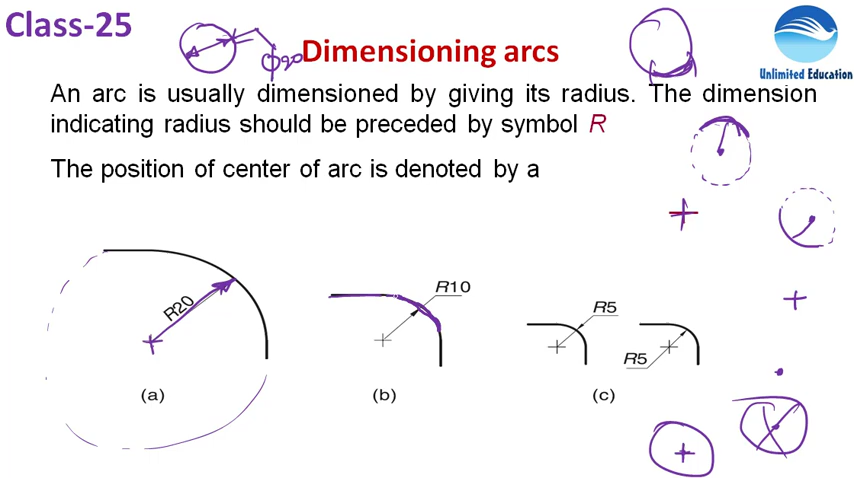 Class-25
Dimensioning arcs
Unlimited Education
An arc is usually dimensioned by giving its radius. The dimension
indicating radius should be preceded by symbol R
The position of center of arc is denoted by a
R20
R10
R5
R5
(a)
(b)
(c)